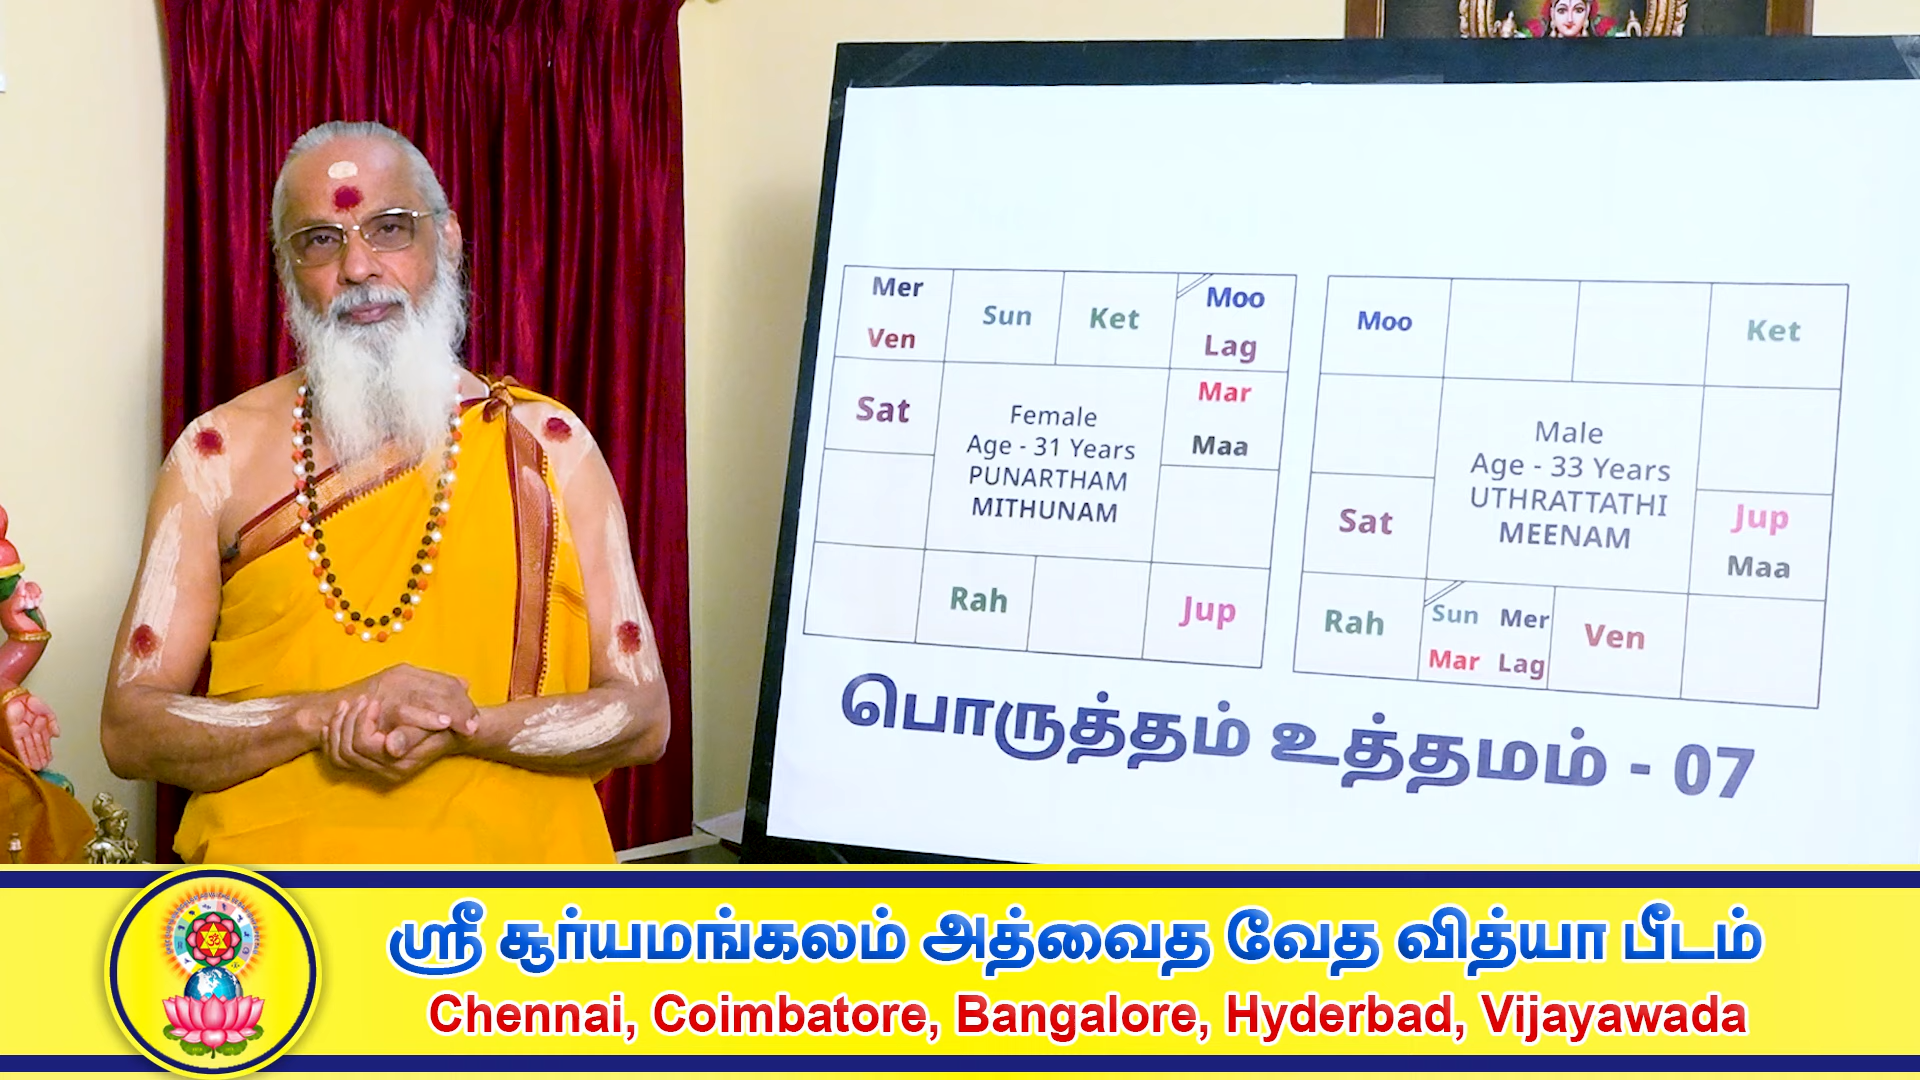 Mer
Ven
Sun
Ket
Moo
Lag
Sat
Mar
Maa
Female
Age - 31 Years
PUNARTHAM
MITHUNAM
Rah
Jup
Moo
Ket
Male
Age - 33 Years
UTHRATTATHI
MEENAM
Sat
Jup
Maa
Rah
Sun Mer
Mar Lag
Ven
பொருத்தம் உத்தமம் - 07
ஸ்ரீ சூர்யமங்கலம் அத்வைத வேத வித்யா பீடம்
Chennai, Coimbatore, Bangalore, Hyderbad, Vijayawada